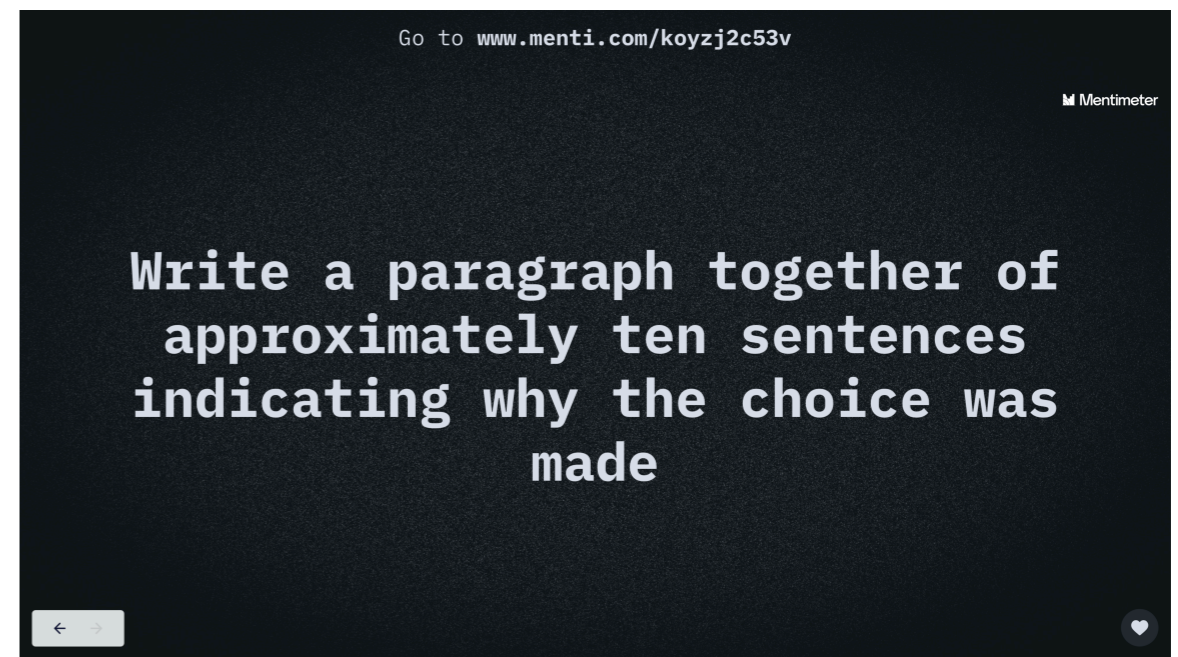 Go to www.menti.com/koyzj2c53v
Mentimeter
Write a paragraph together of
approximately ten sentences
indicating why the choice was
made